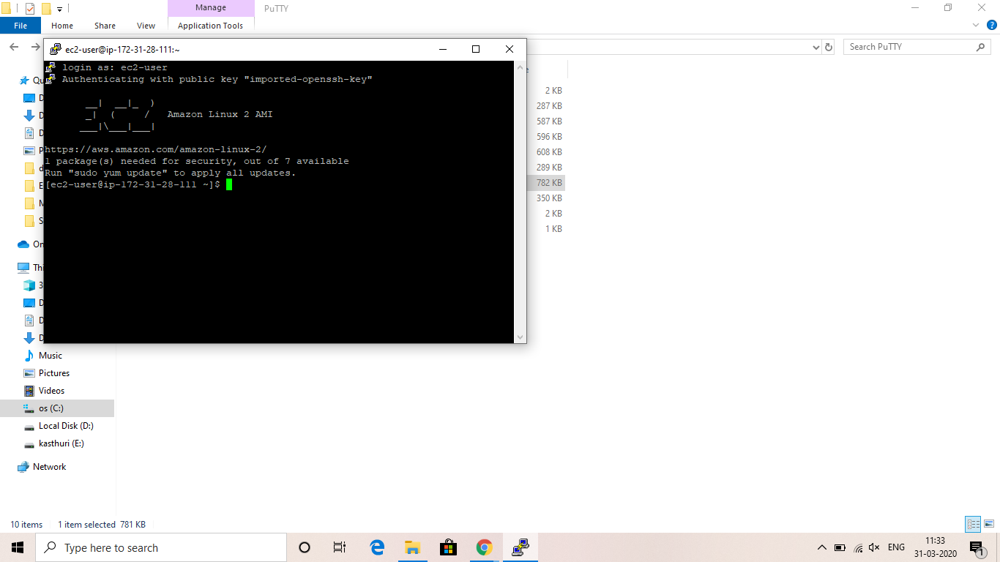 Manage
PuTTY
File
Home
Share
View
Application Tools
ec2-user@ip-172-31-28-111:~
Search PuTTY
login as: ec2-user
Authenticating with public key "imported-openssh-key"
__| __|_ )
_| ( / Amazon Linux 2 AMI
___|\___|___|
https://aws.amazon.com/amazon-linux-2/
1 package(s) needed for security, out of 7 available
Run "sudo yum update" to apply all updates.
[ec2-user@ip-172-31-28-111 ~]$
2 KB
287 KB
587 KB
596 KB
608 KB
289 KB
782 KB
350 KB
2 KB
1 KB
Music
Pictures
Videos
os (C:)
Local Disk (D:)
kasthuri (E:)
Network
10 items
1 item selected 781 KB
Type here to search
ENG
11:33
31-03-2020
1